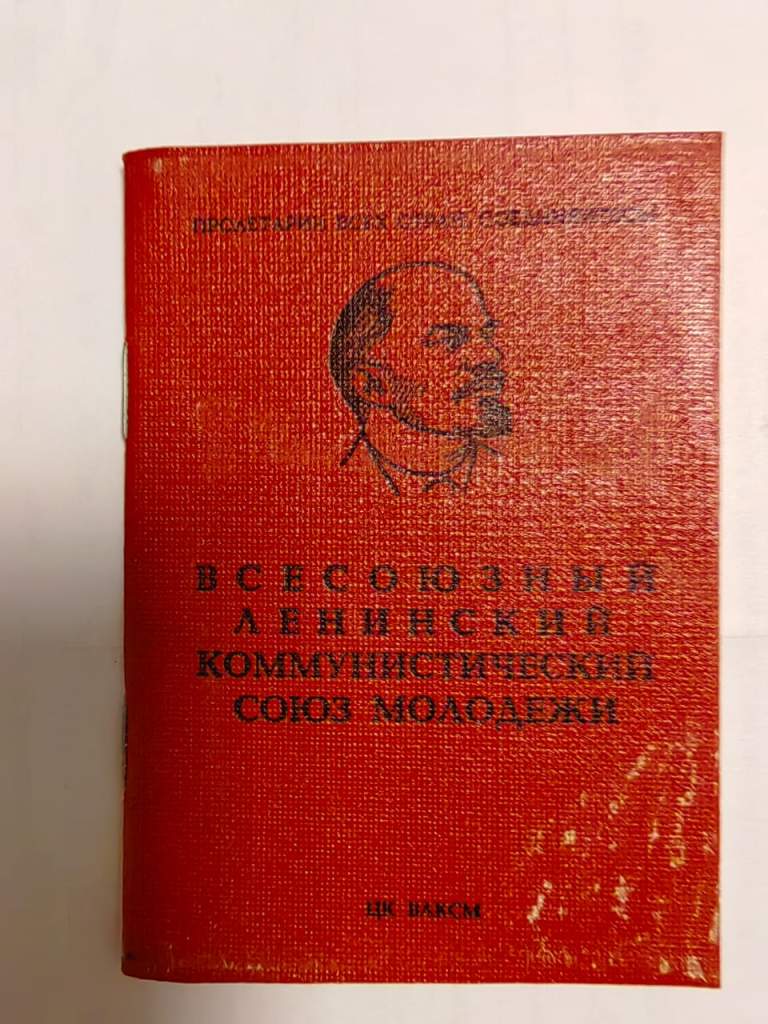 ПРОЛЕТАРИИ ВСЕХ СТРАН, СОЕДИНЯЙТЕСЬ!
ВСЕСОЮЗНЫЙ
ЛЕНИНСКИЙ
КОММУНИСТИЧЕСКИЙ
СОЮЗ МОЛОДЕЖИ
ЦК ВЛКСМ